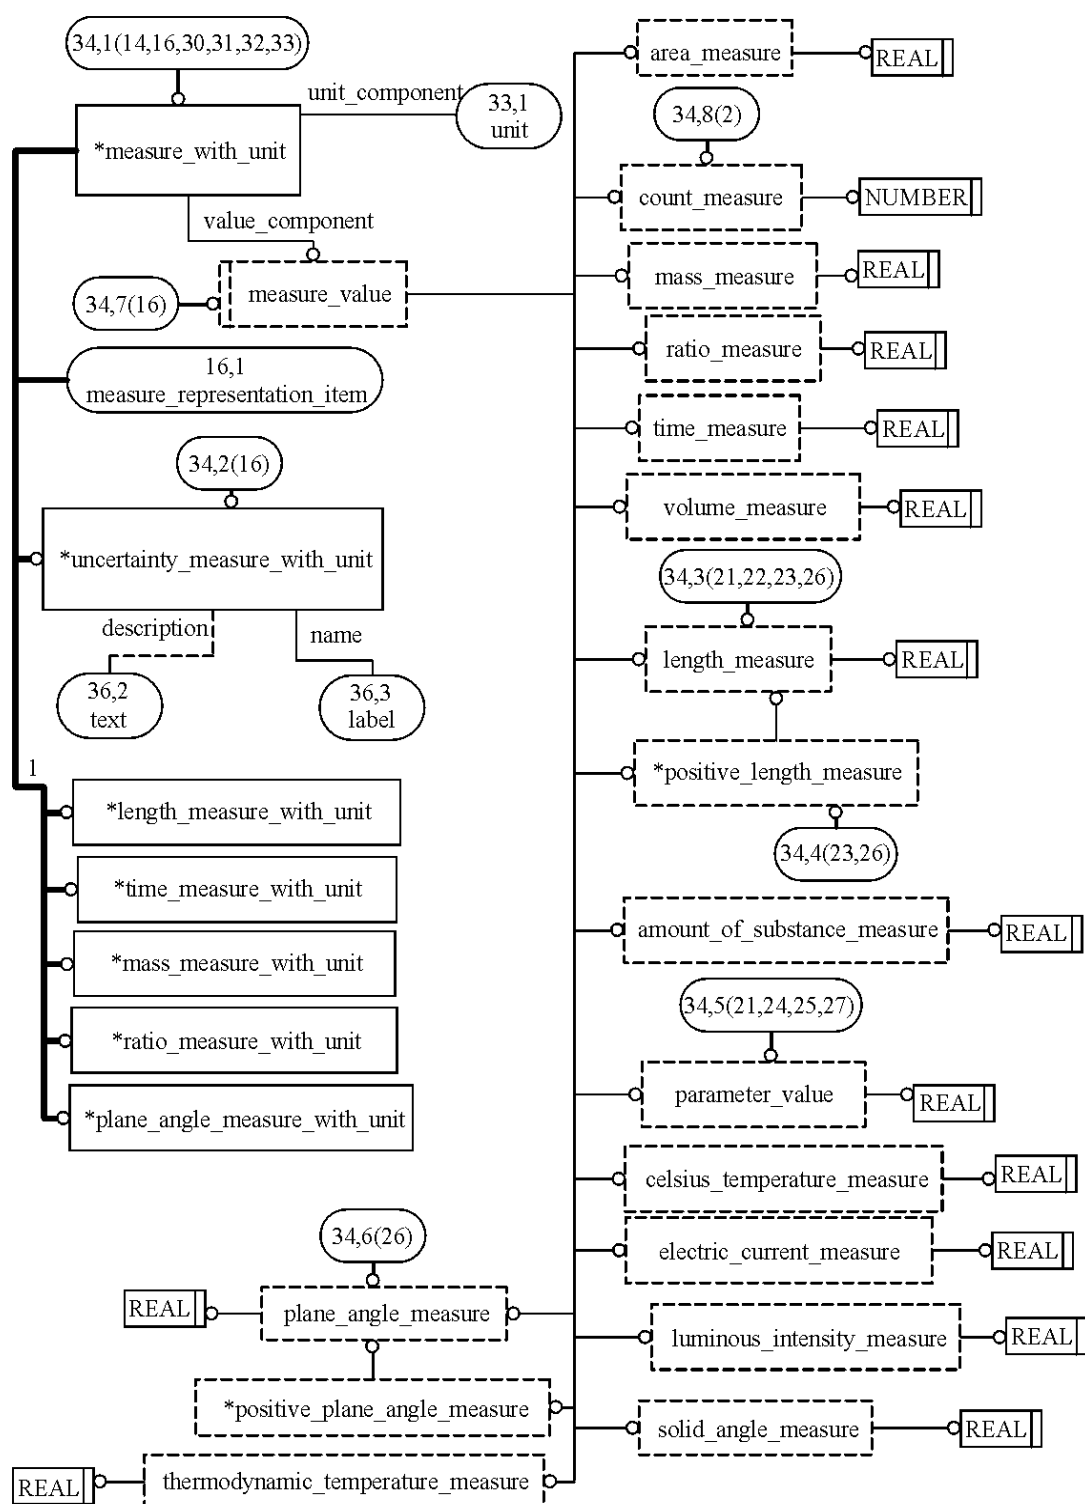 34,1(14,16,30,31,32,33)
unit_component
33,1
unit
*measure_with_unit
value_component
34,7(16)
measure_value
16,1
measure_representation_item
34,2(16)
*uncertainty_measure_with_unit
description
name
36,2
text
36,3
label
1
*length_measure_with_unit
*time_measure_with_unit
*mass_measure_with_unit
*ratio_measure_with_unit
*plane_angle_measure_with_unit
34,6(26)
REAL
plane_angle_measure
*positive_plane_angle_measure
REAL
thermodynamic_temperature_measure
area_measure
REAL
34,8(2)
count_measure
NUMBER
mass_measure
REAL
ratio_measure
REAL
time_measure
REAL
volume_measure
REAL
34,3(21,22,23,26)
length_measure
REAL
*positive_length_measure
34,4(23,26)
amount_of_substance_measure
REAL
34,5(21,24,25,27)
parameter_value
REAL
celsius_temperature_measure
REAL
electric_current_measure
REAL
luminous_intensity_measure
REAL
solid_angle_measure
REAL